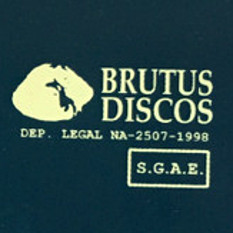 BRUTUS
DISCOS
DEP. LEGAL NA-2507-1998
S.G.A.E.